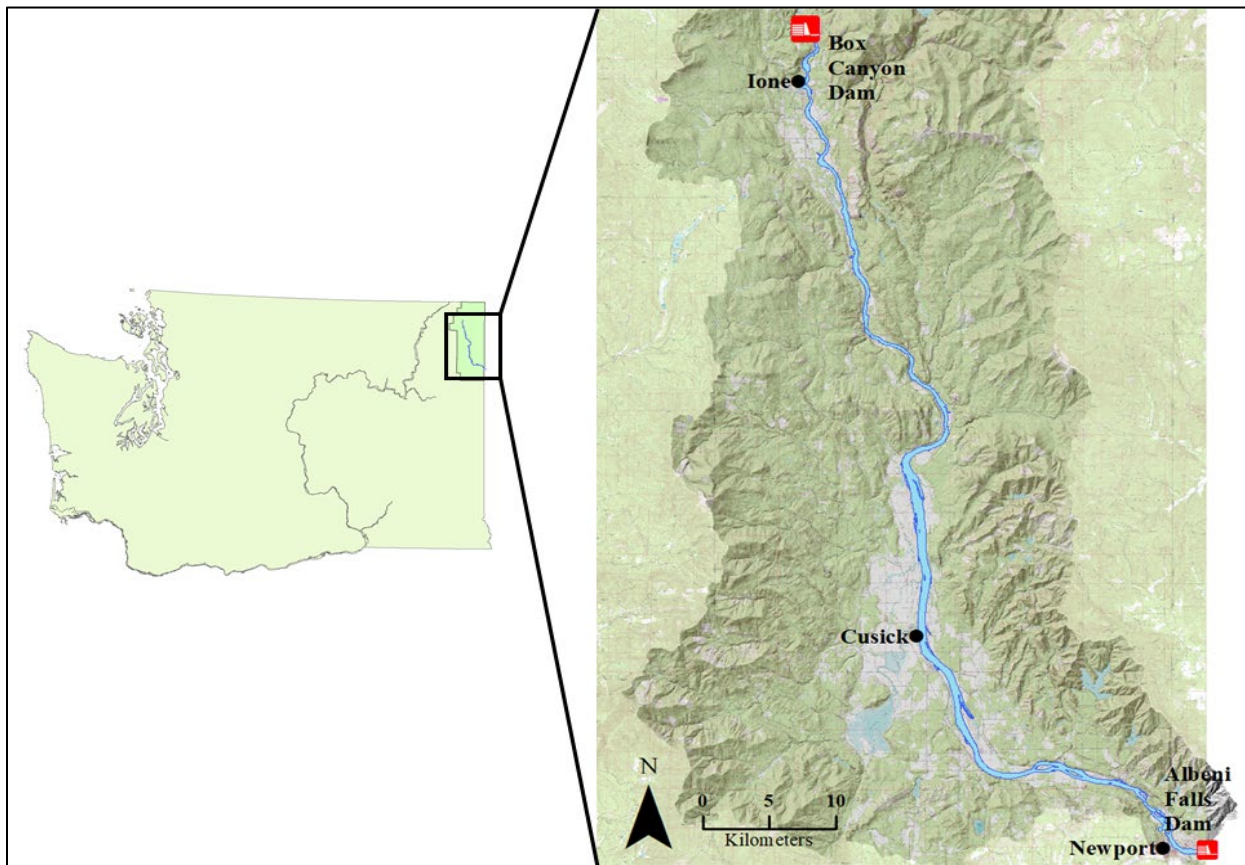 Box
Canyon
Dam
Ione
Cusick
N
0 5 10
Kilometers
Albeni
Falls
Dam
Newport